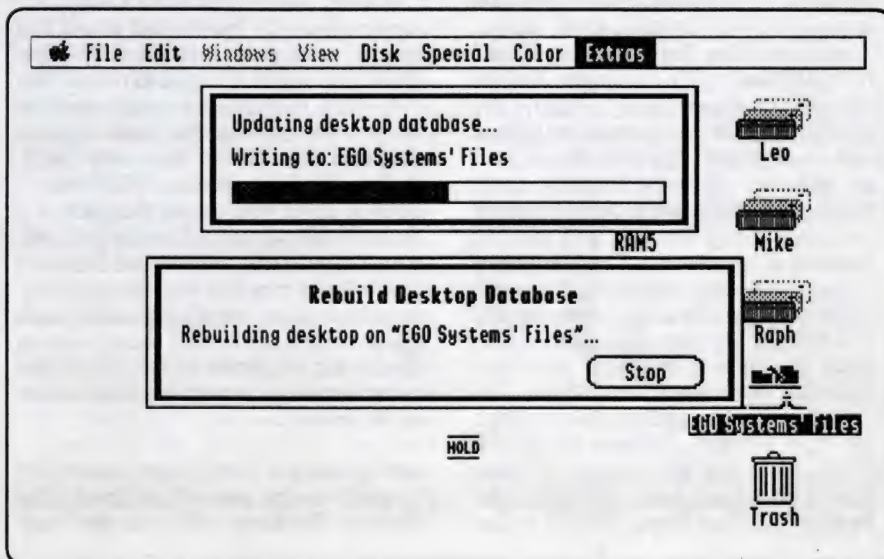 File Edit Windows View Disk Special Color Extras
Updating desktop database...
Writing to: EGO Systems' Files
Leo
RAM5
Mike
Rebuild Desktop Database
Rebuilding desktop on "EGO Systems' Files"...
Stop
Raph
EGO Systems' Files
HOLD
Trash